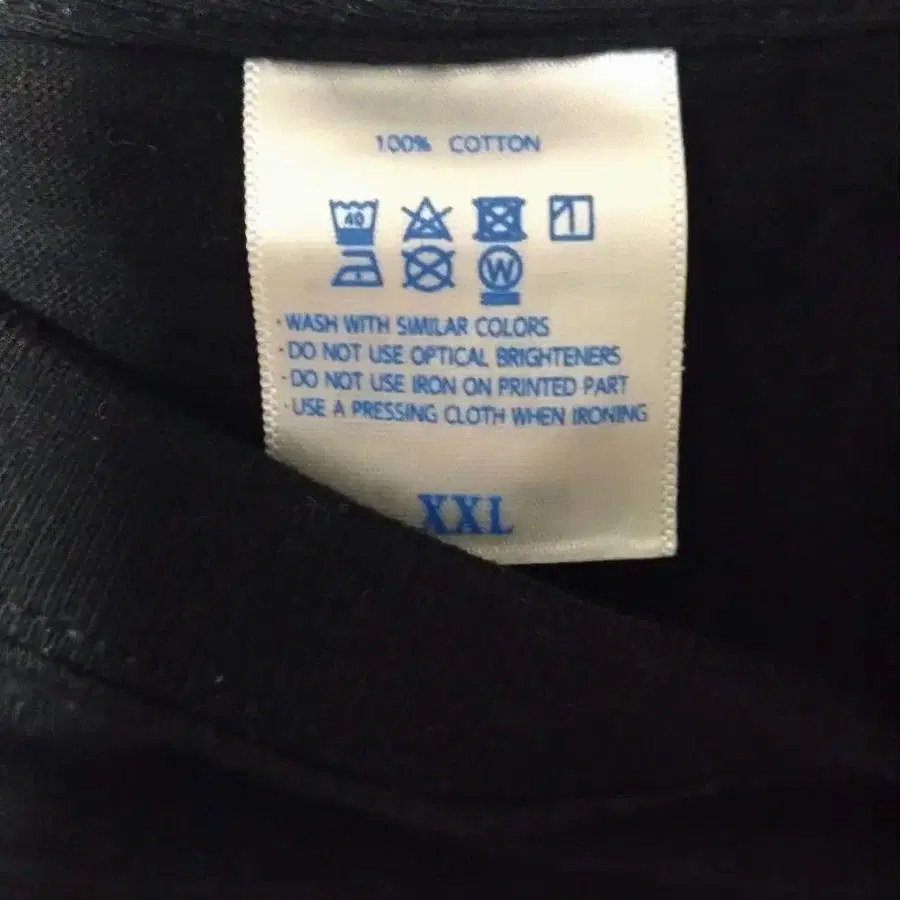 100% COTTON
40
W
· WASH WITH SIMILAR COLORS
· DO NOT USE OPTICAL BRIGHTENERS
· DO NOT USE IRON ON PRINTED PART
· USE A PRESSING CLOTH WHEN IRONING
XXL